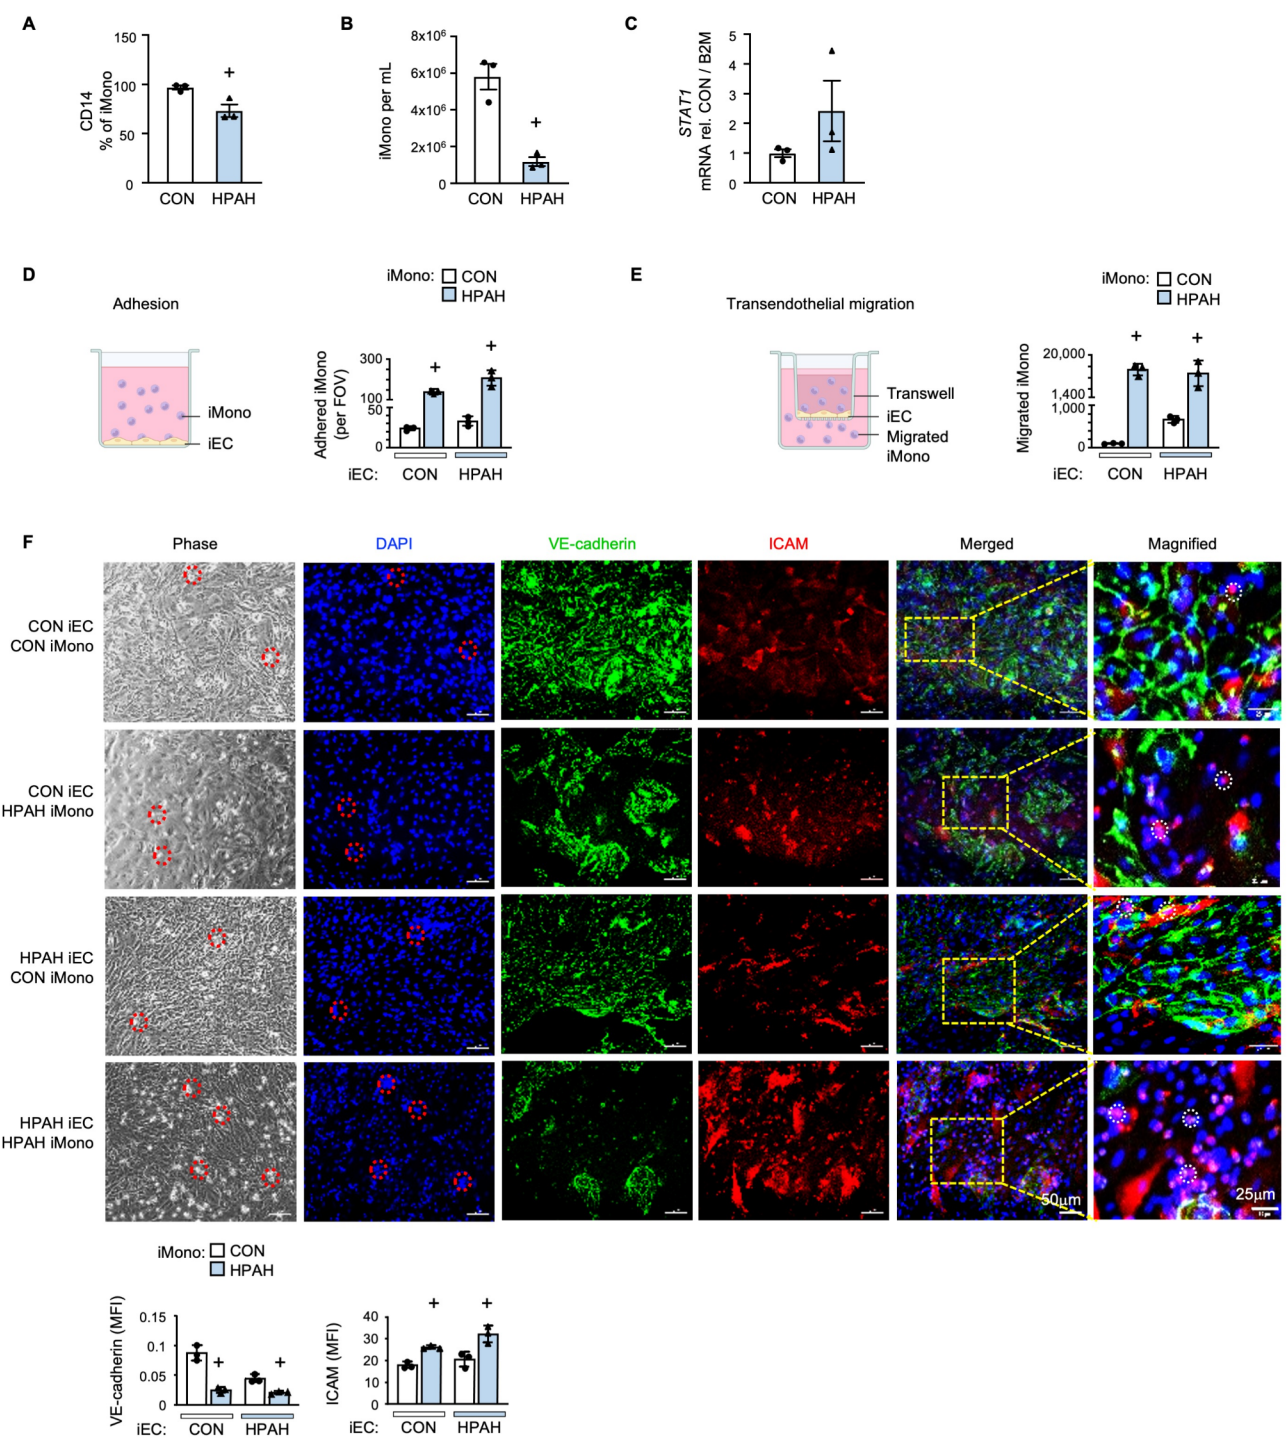 A
CD14
% of iMono
150
100
50
0
+
CON
HPAH
B
iMono per mL
8x10⁶
6x10⁶
4x10⁶
2x10⁶
0
+
CON
HPAH
C
STAT1
mRNA rel. CON / B2M
5
4
3
2
1
0
CON
HPAH
D
Adhesion
iMono
iEC
iMono:
CON
HPAH
Adhered iMono
(per FOV)
300
100
50
0
+
+
iEC:
CON
HPAH
E
Transendothelial migration
Transwell
iEC
Migrated
iMono
iMono:
CON
HPAH
Migrated iMono
20,000
1,400
1,000
0
+
+
iEC:
CON
HPAH
F
Phase
DAPI
VE-cadherin
ICAM
Merged
Magnified
CON iEC
CON iMono
CON iEC
HPAH iMono
HPAH iEC
CON iMono
HPAH iEC
HPAH iMono
50μm
25μm
iMono:
CON
HPAH
VE-cadherin (MFI)
0.15
0.1
0.05
0
+
+
iEC:
CON
HPAH
ICAM (MFI)
40
30
20
10
0
+
+
iEC:
CON
HPAH